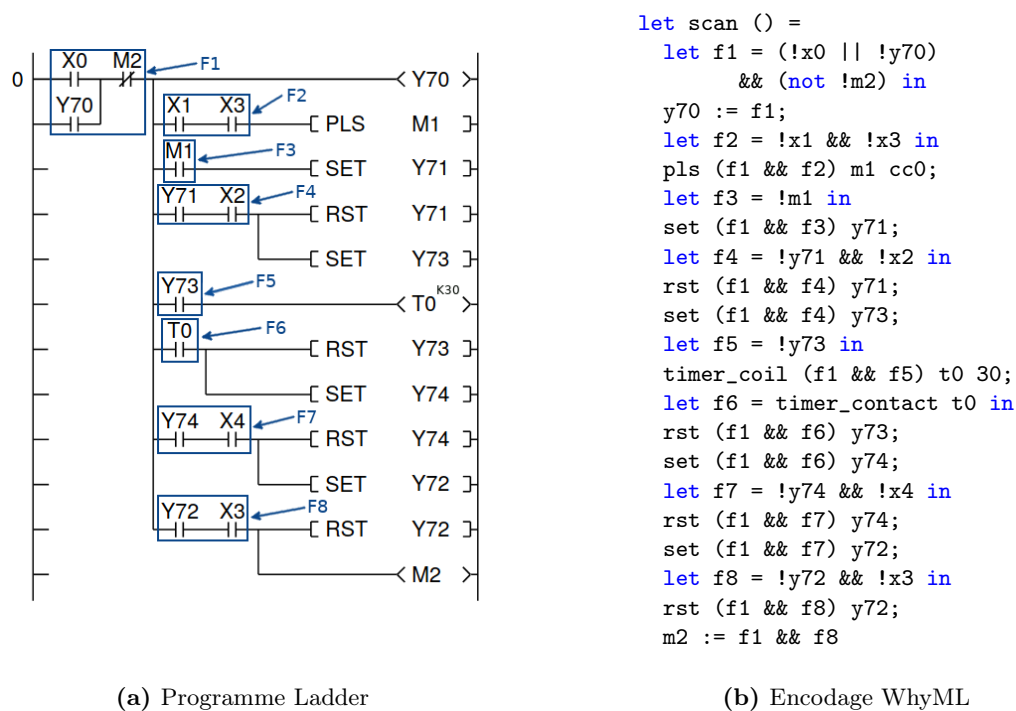 X0 M2 F1
0 Y70
Y70 X1 X3 F2
PLS M1
M1 F3
SET Y71
Y71 X2 F4
RST Y71
SET Y73
Y73 F5
T0 K30
T0 F6
RST Y73
SET Y74
Y74 X4 F7
RST Y74
SET Y72
Y72 X3 F8
RST Y72
M2
(a) Programme Ladder
let scan () =
let f1 = (!x0 || !y70)
&& (not !m2) in
y70 := f1;
let f2 = !x1 && !x3 in
pls (f1 && f2) m1 cc0;
let f3 = !m1 in
set (f1 && f3) y71;
let f4 = !y71 && !x2 in
rst (f1 && f4) y71;
set (f1 && f4) y73;
let f5 = !y73 in
timer_coil (f1 && f5) t0 30;
let f6 = timer_contact t0 in
rst (f1 && f6) y73;
set (f1 && f6) y74;
let f7 = !y74 && !x4 in
rst (f1 && f7) y74;
set (f1 && f7) y72;
let f8 = !y72 && !x3 in
rst (f1 && f8) y72;
m2 := f1 && f8
(b) Encodage WhyML